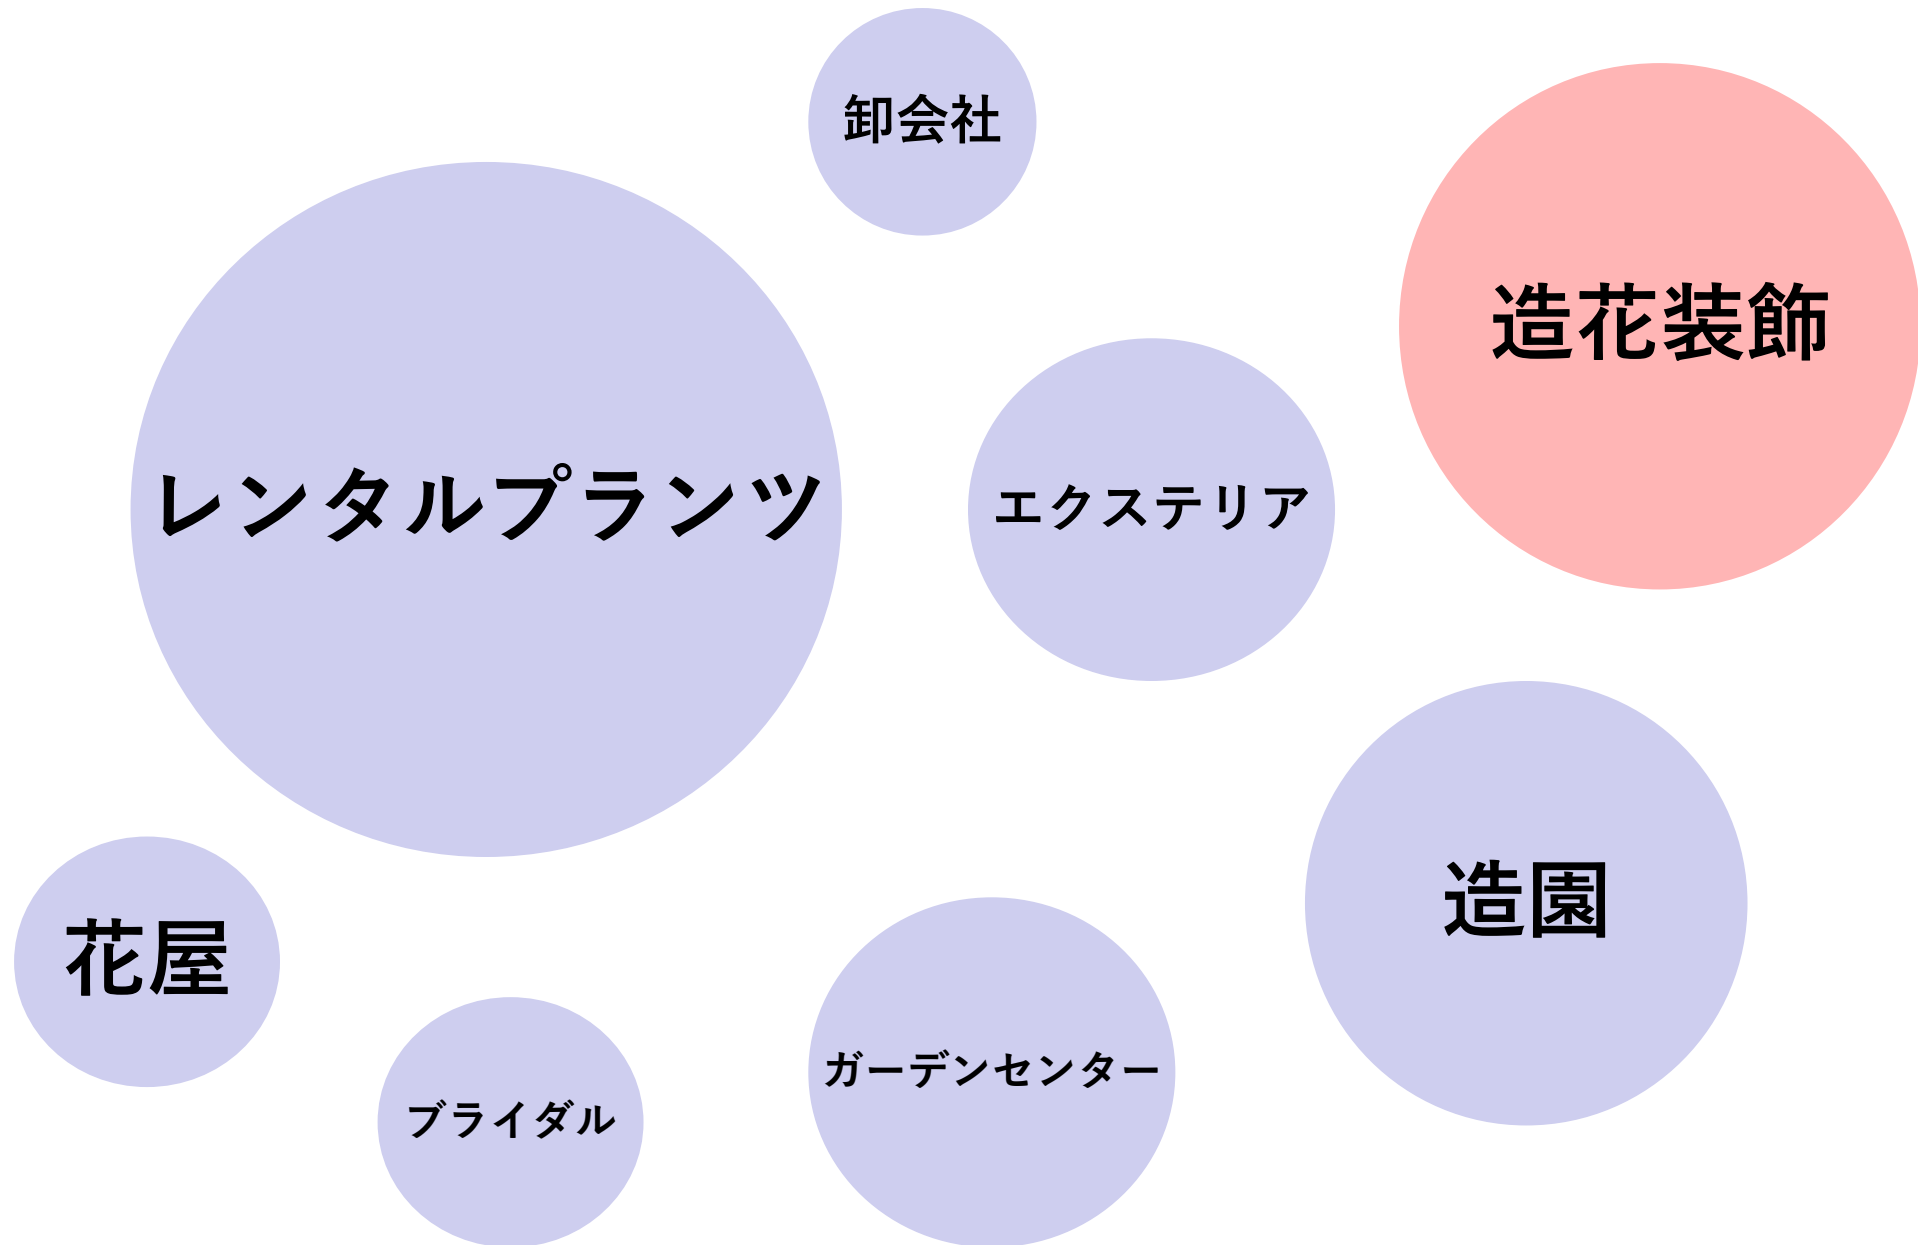 卸会社
造花装飾
レンタルプランツ
エクステリア
造園
花屋
ガーデンセンター
ブライダル